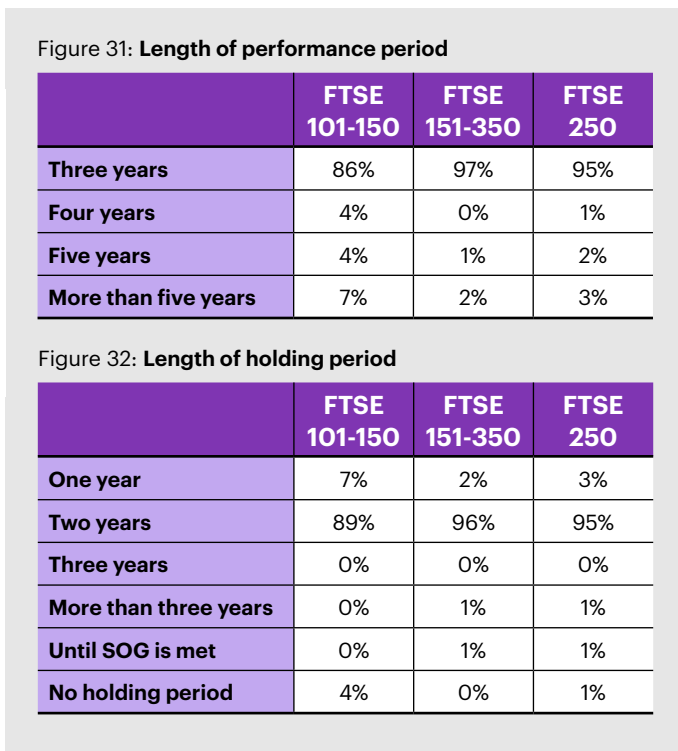 Figure 31: Length of performance period
FTSE 101-150 FTSE 151-350 FTSE 250
Three years 86% 97% 95%
Four years 4% 0% 1%
Five years 4% 1% 2%
More than five years 7% 2% 3%
Figure 32: Length of holding period
FTSE 101-150 FTSE 151-350 FTSE 250
One year 7% 2% 3%
Two years 89% 96% 95%
Three years 0% 0% 0%
More than three years 0% 1% 1%
Until SOG is met 0% 1% 1%
No holding period 4% 0% 1%